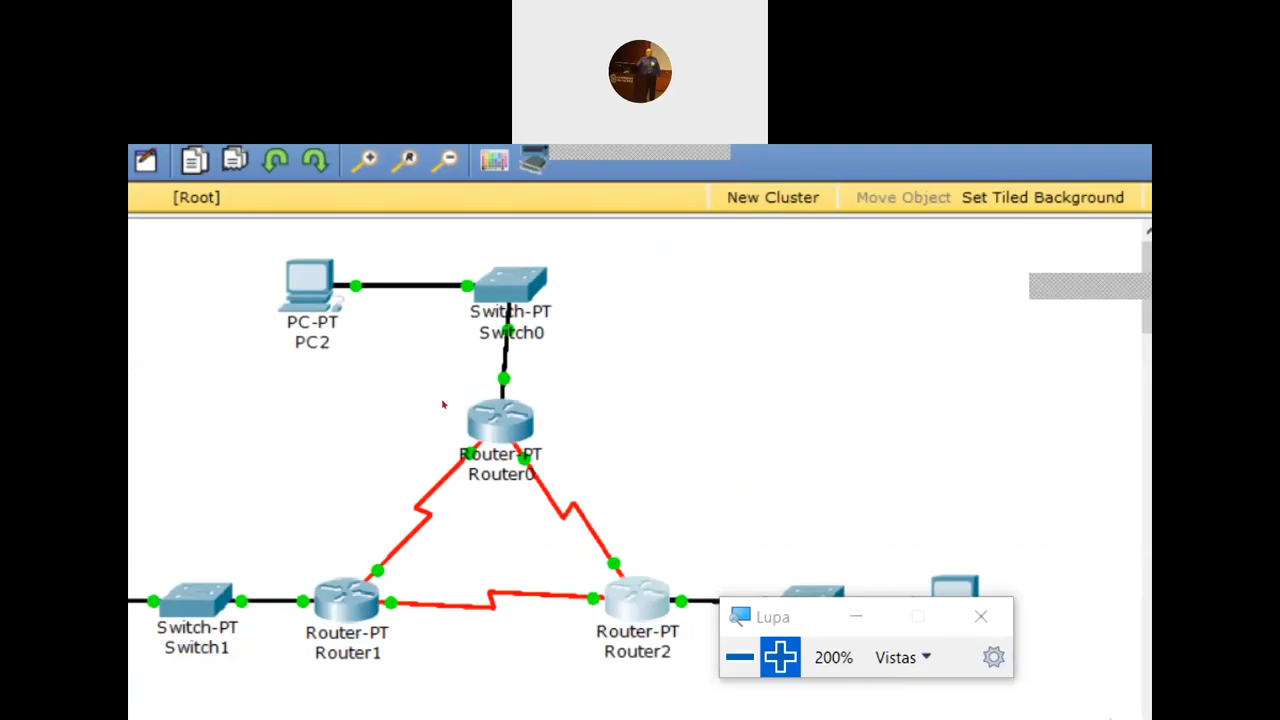 [Root]
New Cluster
Move Object
Set Tiled Background
PC-PT
PC2
Switch-PT
Switch0
Router-PT
Router0
Switch-PT
Switch1
Router-PT
Router1
Router-PT
Router2
Lupa
200%
Vistas